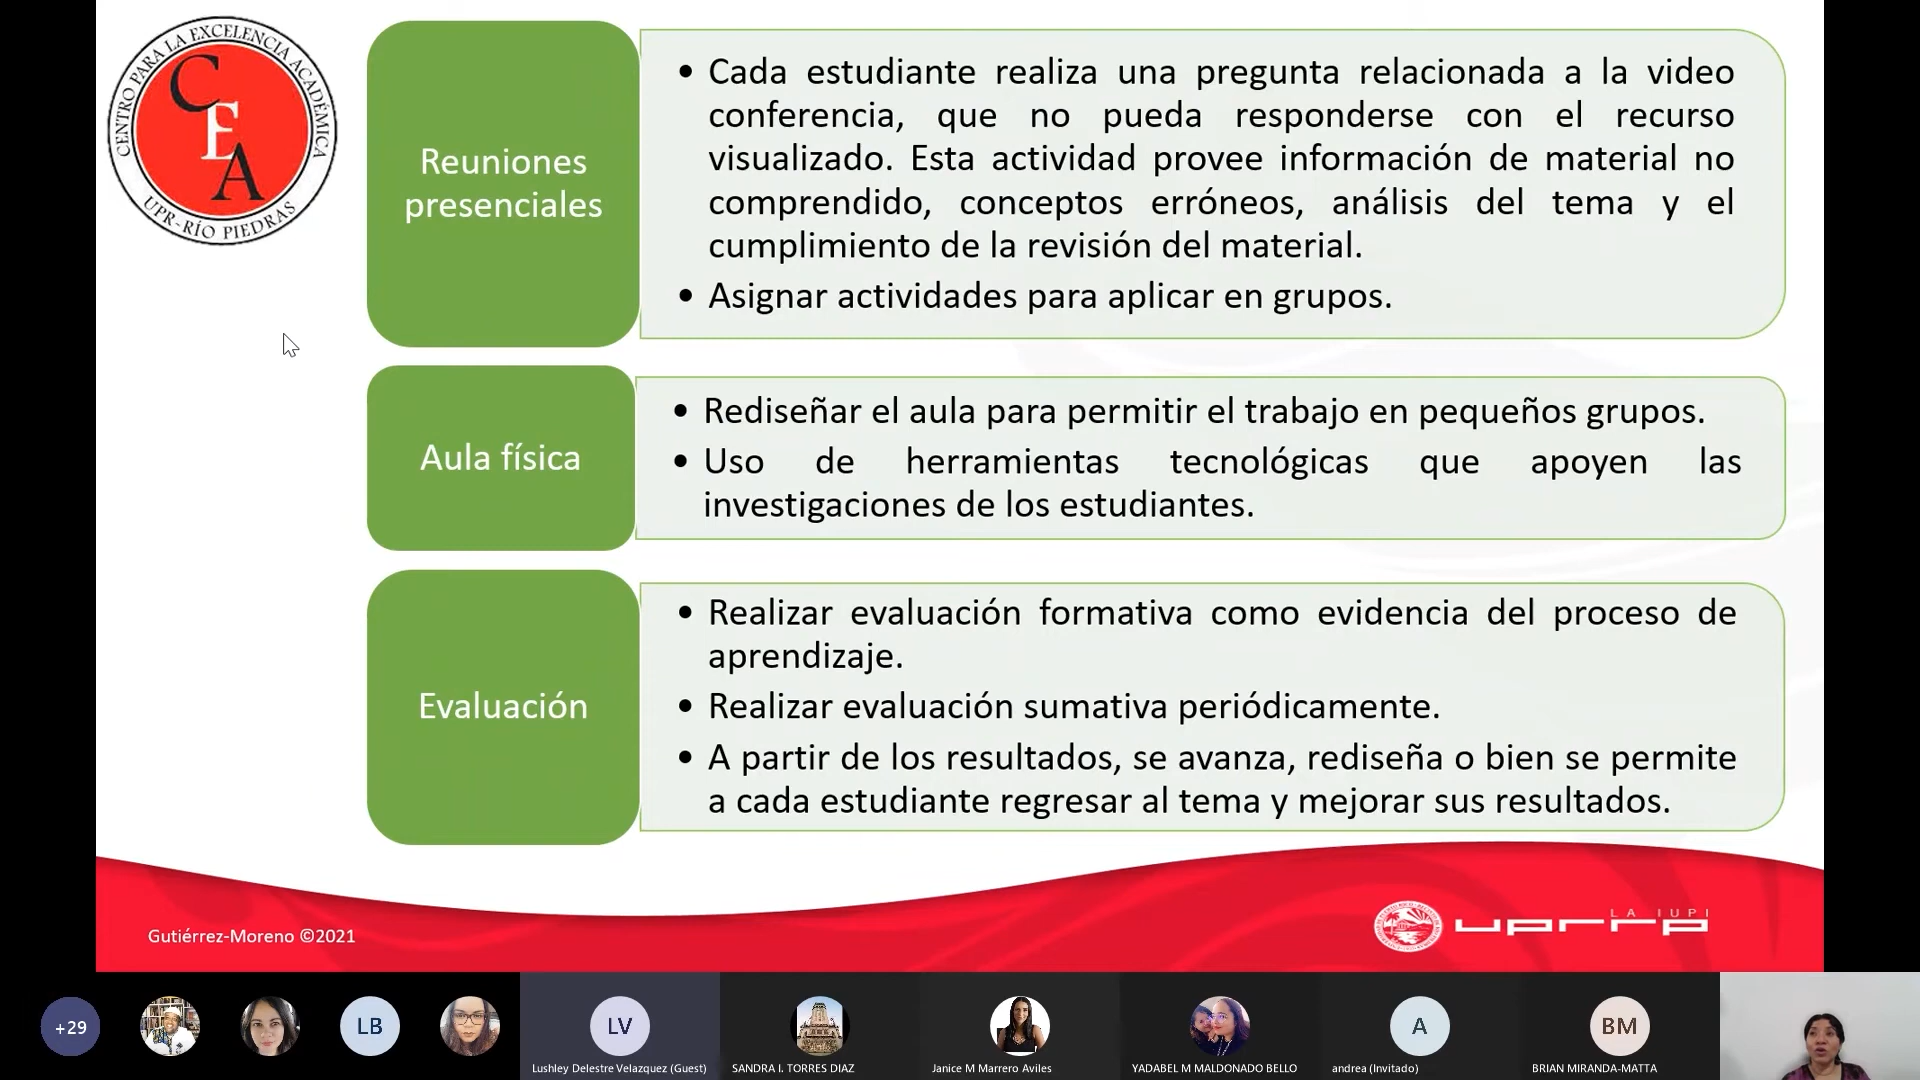 CENTRO PARA LA EXCELENCIA ACADÉMICA
CEA
UPR-RÍO PIEDRAS
Reuniones
presenciales
• Cada estudiante realiza una pregunta relacionada a la video
conferencia, que no pueda responderse con el recurso
visualizado. Esta actividad provee información de material no
comprendido, conceptos erróneos, análisis del tema y el
cumplimiento de la revisión del material.
• Asignar actividades para aplicar en grupos.
Aula física
• Rediseñar el aula para permitir el trabajo en pequeños grupos.
• Uso de herramientas tecnológicas que apoyen las
investigaciones de los estudiantes.
Evaluación
• Realizar evaluación formativa como evidencia del proceso de
aprendizaje.
• Realizar evaluación sumativa periódicamente.
• A partir de los resultados, se avanza, rediseña o bien se permite
a cada estudiante regresar al tema y mejorar sus resultados.
Gutiérrez-Moreno ©2021
LA IUPI
uprrp
+29
LB
LV
A
BM
Lushley Delestre Velazquez (Guest)
SANDRA I. TORRES DIAZ
Janice M Marrero Aviles
YADABEL M MALDONADO BELLO
andrea (Invitado)
BRIAN MIRANDA-MATTA